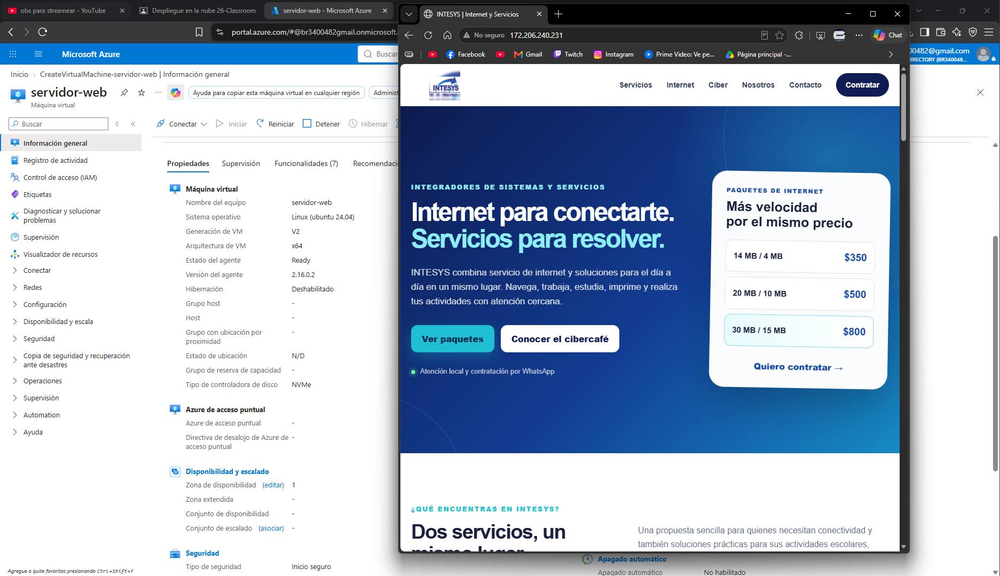 obs para streamear - YouTube
Despliegue en la nube 26-Classroom
servidor-web - Microsoft Azure
portal.azure.com/#@br3400482gmail.onmicrosoft.
Microsoft Azure
Buscar
00482@gmail.com
IRECTORY (BR340048...
Inicio > CreateVirtualMachine-servidor-web | Información general
servidor-web
Máquina virtual
Ayuda para copiar esta máquina virtual en cualquier región
Administ
Buscar
Conectar
Iniciar
Reiniciar
Detener
Hibernar
Información general
Registro de actividad
Control de acceso (IAM)
Etiquetas
Diagnosticar y solucionar
problemas
Supervisión
Visualizador de recursos
Conectar
Redes
Configuración
Disponibilidad y escala
Seguridad
Copia de seguridad y recuperación
ante desastres
Operaciones
Supervisión
Automation
Ayuda
Agregue o quite favoritos presionando Ctrl+Shift+F
Propiedades
Supervisión
Funcionalidades (7)
Recomendaci
Máquina virtual
Nombre del equipo servidor-web
Sistema operativo Linux (ubuntu 24.04)
Generación de VM V2
Arquitectura de VM x64
Estado del agente Ready
Versión del agente 2.16.0.2
Hibernación Deshabilitado
Grupo host -
Host -
Grupo con ubicación por -
proximidad
Estado de ubicación N/D
Grupo de reserva de capacidad -
Tipo de controladora de disco NVMe
Azure de acceso puntual
Azure de acceso puntual -
Directiva de desalojo de Azure de -
acceso puntual
Disponibilidad y escalado
Zona de disponibilidad (editar) 1
Zona extendida -
Conjunto de disponibilidad -
Conjunto de escalado (asociar) -
Seguridad
Tipo de seguridad Inicio seguro
Apagado automático
Apagado automático No habilitado
INTESYS | Internet y Servicios
No seguro 172.206.240.231
Chat
Facebook
Gmail
Twitch
Instagram
Prime Video: Ve pe...
Página principal -...
INTESYS
Servicios
Internet
Ciber
Nosotros
Contacto
Contratar
INTEGRADORES DE SISTEMAS Y SERVICIOS
Internet para conectarte.
Servicios para resolver.
INTESYS combina servicio de internet y soluciones para el día a
día en un mismo lugar. Navega, trabaja, estudia, imprime y realiza
tus actividades con atención cercana.
Ver paquetes
Conocer el cibercafé
Atención local y contratación por WhatsApp
PAQUETES DE INTERNET
Más velocidad
por el mismo precio
14 MB / 4 MB $350
20 MB / 10 MB $500
30 MB / 15 MB $800
Quiero contratar →
¿QUÉ ENCUENTRAS EN INTESYS?
Dos servicios, un
mismo lugar
Una propuesta sencilla para quienes necesitan conectividad y
también soluciones prácticas para sus actividades escolares,